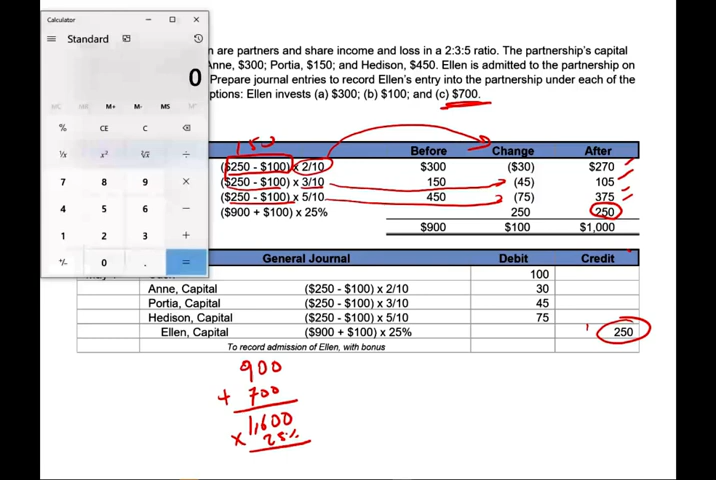 Calculator
Standard
0
MC MR M+ M- MS M˅
% CE C
¹/x x² ²√x ÷
7 8 9 ×
4 5 6 −
1 2 3 +
+/- 0 . =
n are partners and share income and loss in a 2:3:5 ratio. The partnership's capital
nne, $300; Portia, $150; and Hedison, $450. Ellen is admitted to the partnership on
Prepare journal entries to record Ellen's entry into the partnership under each of the
ptions: Ellen invests (a) $300; (b) $100; and (c) $700.
150
Before Change After
($250 - $100) x 2/10 $300 ($30) $270
($250 - $100) x 3/10 150 (45) 105
($250 - $100) x 5/10 450 (75) 375
($900 + $100) x 25% 250 250
$900 $100 $1,000
General Journal Debit Credit
100
Anne, Capital ($250 - $100) x 2/10 30
Portia, Capital ($250 - $100) x 3/10 45
Hedison, Capital ($250 - $100) x 5/10 75
Ellen, Capital ($900 + $100) x 25% 250
To record admission of Ellen, with bonus
900
+ 700
1,600
x 25%